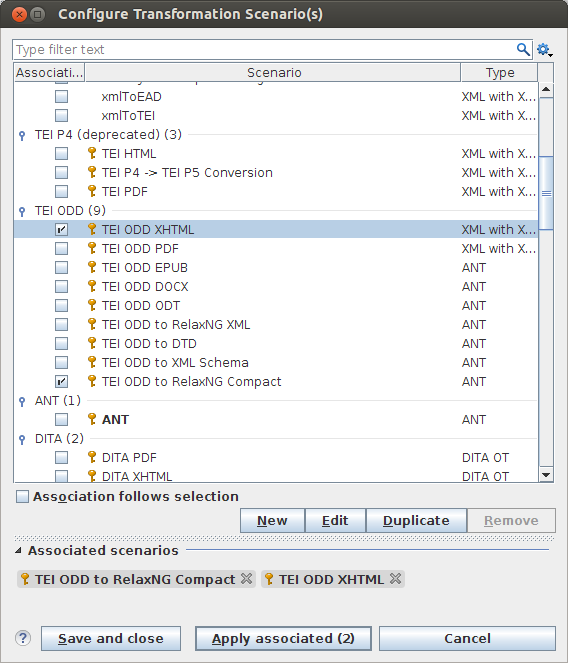 Configure Transformation Scenario(s)
Type filter text
Associati... Scenario Type
xmlToEAD XML with X...
xmlToTEI XML with X...
TEI P4 (deprecated) (3)
TEI HTML XML with X...
TEI P4 -> TEI P5 Conversion XML with X...
TEI PDF XML with X...
TEI ODD (9)
TEI ODD XHTML XML with X...
TEI ODD PDF XML with X...
TEI ODD EPUB ANT
TEI ODD DOCX ANT
TEI ODD ODT ANT
TEI ODD to RelaxNG XML ANT
TEI ODD to DTD ANT
TEI ODD to XML Schema ANT
TEI ODD to RelaxNG Compact ANT
ANT (1)
ANT ANT
DITA (2)
DITA PDF DITA OT
DITA XHTML DITA OT
Association follows selection
New Edit Duplicate Remove
Associated scenarios
TEI ODD to RelaxNG Compact TEI ODD XHTML
? Save and close Apply associated (2) Cancel